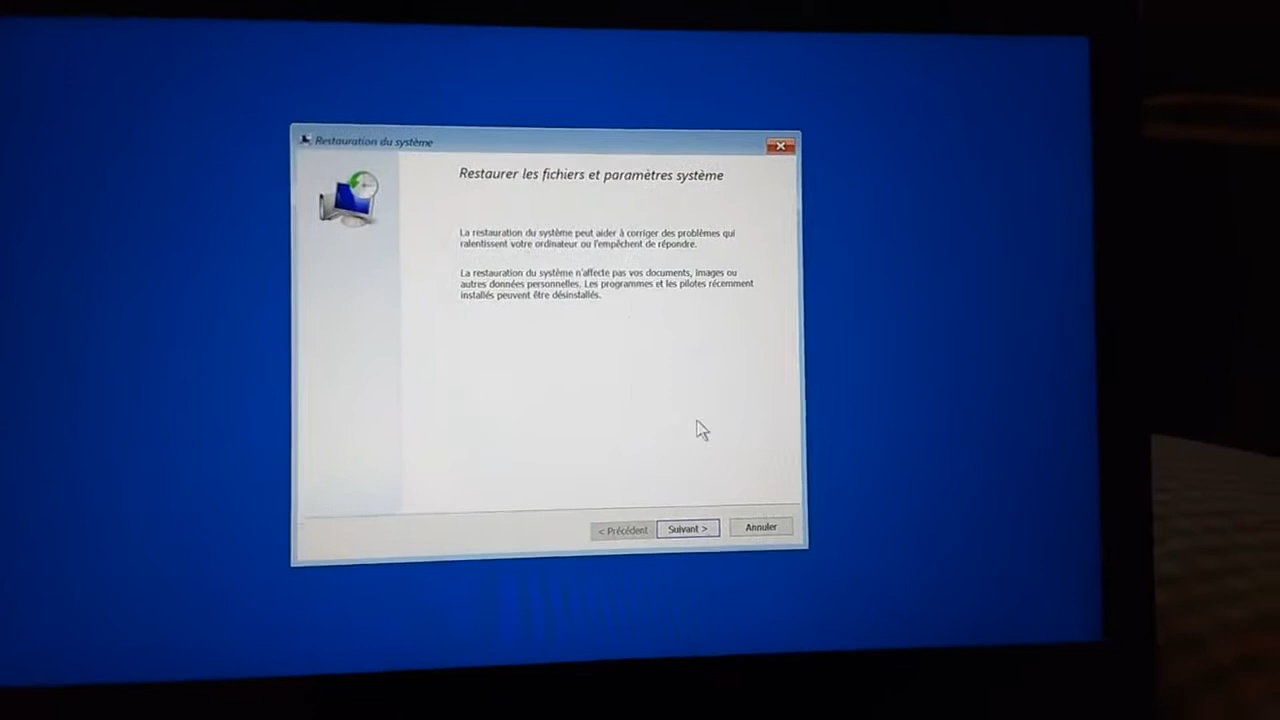 Restauration du système
Restaurer les fichiers et paramètres système
La restauration du système peut aider à corriger des problèmes qui
ralentissent votre ordinateur ou l'empêchent de répondre.
La restauration du système n'affecte pas vos documents, images ou
autres données personnelles. Les programmes et les pilotes récemment
installés peuvent être désinstallés.
< Précédent
Suivant >
Annuler